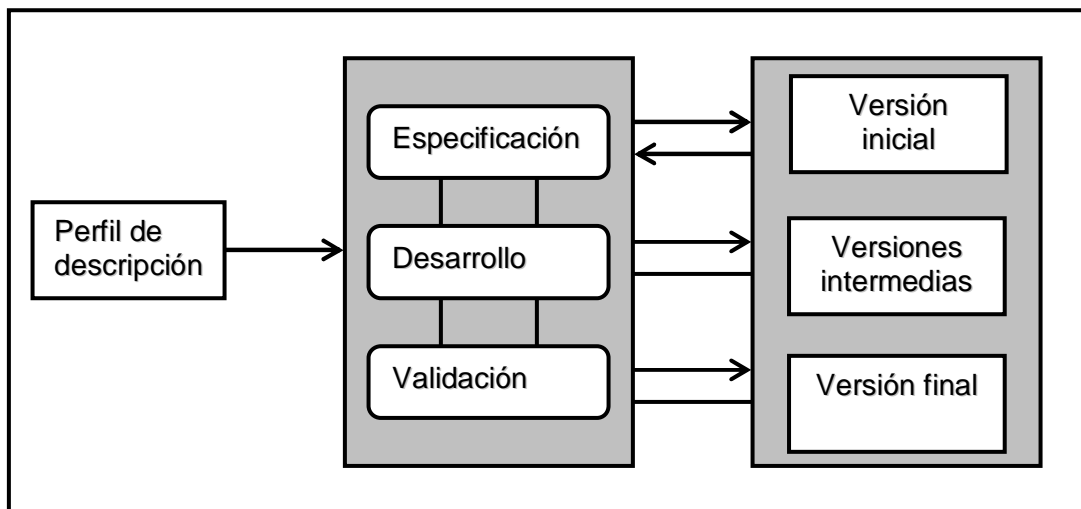 Perfil de
descripción
Especificación
Desarrollo
Validación
Versión
inicial
Versiones
intermedias
Versión final